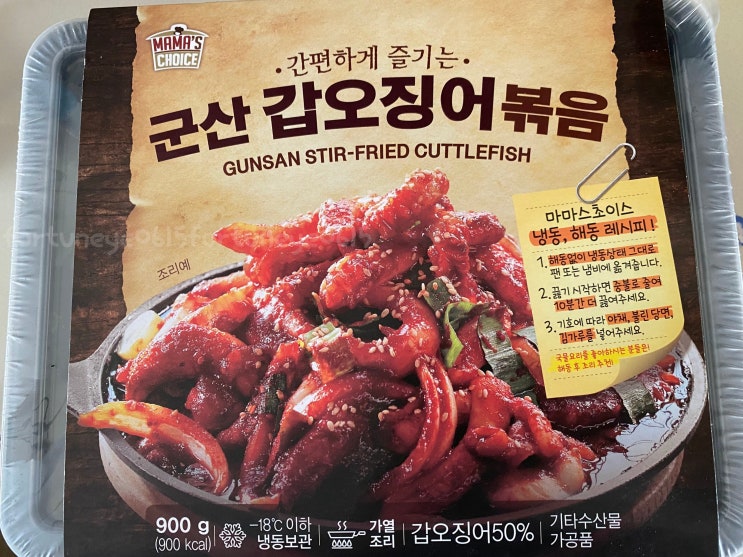 MAMA'S
CHOICE
·간편하게 즐기는·
군산 갑오징어볶음
GUNSAN STIR-FRIED CUTTLEFISH
조리예
마마스초이스
냉동, 해동 레시피!
1. 해동없이 냉동상태 그대로
팬 또는 냄비에 옮겨줍니다.
2. 끓기 시작하면 중불로 줄여
10분간 더 끓여주세요.
3. 기호에 따라 야채, 불린 당면,
김가루를 넣어주세요.
국물요리를 좋아하시는 분들은!
해동 후 조리 추천!
900 g
(900 kcal)
-18℃ 이하
냉동보관
가열
조리
갑오징어50%
기타수산물
가공품